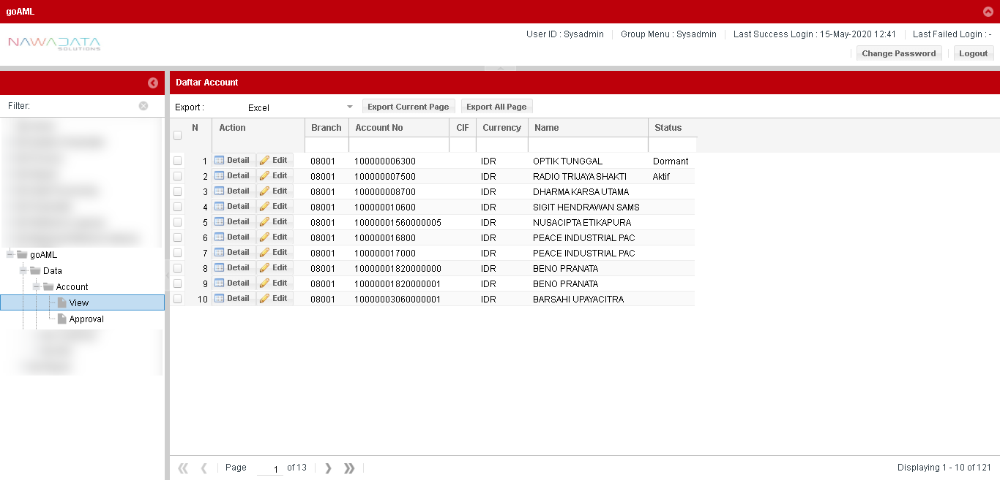 goAML
NAWADATA
SOLUTIONS
User ID : Sysadmin Group Menu : Sysadmin Last Success Login : 15-May-2020 12:41 Last Failed Login : -
Change Password Logout
Filter:
goAML
Data
Account
View
Approval
Daftar Account
Export : Excel Export Current Page Export All Page
N Action Branch Account No CIF Currency Name Status
1 Detail Edit 08001 100000006300 IDR OPTIK TUNGGAL Dormant
2 Detail Edit 08001 100000007500 IDR RADIO TRIJAYA SHAKTI Aktif
3 Detail Edit 08001 100000008700 IDR DHARMA KARSA UTAMA
4 Detail Edit 08001 100000010600 IDR SIGIT HENDRAWAN SAMS
5 Detail Edit 08001 10000001560000005 IDR NUSACIPTA ETIKAPURA
6 Detail Edit 08001 100000016800 IDR PEACE INDUSTRIAL PAC
7 Detail Edit 08001 100000017000 IDR PEACE INDUSTRIAL PAC
8 Detail Edit 08001 10000001820000000 IDR BENO PRANATA
9 Detail Edit 08001 10000001820000001 IDR BENO PRANATA
10 Detail Edit 08001 10000003060000001 IDR BARSAHI UPAYACITRA
Page 1 of 13
Displaying 1 - 10 of 121